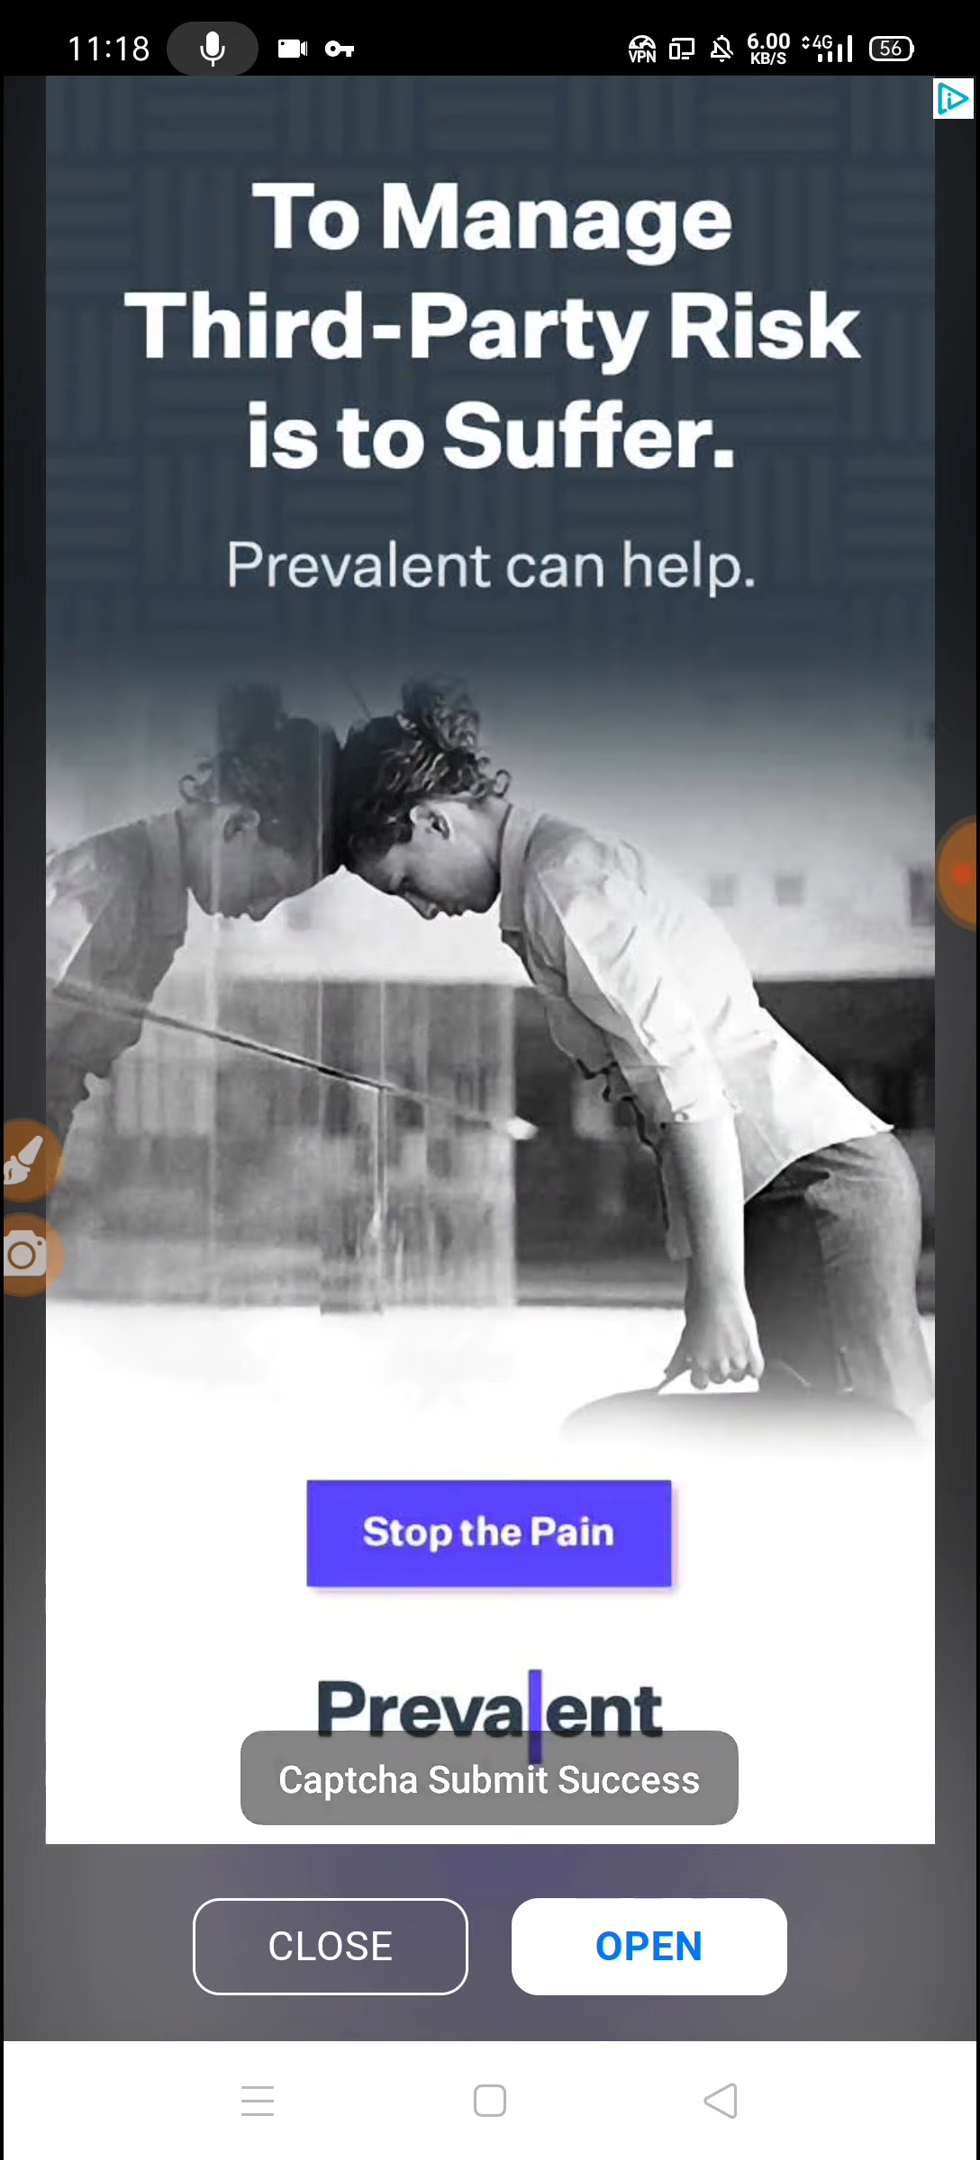 11:18
VPN
6.00
KB/S
4G
56
To Manage
Third-Party Risk
is to Suffer.
Prevalent can help.
Stop the Pain
Prevalent
Captcha Submit Success
CLOSE
OPEN